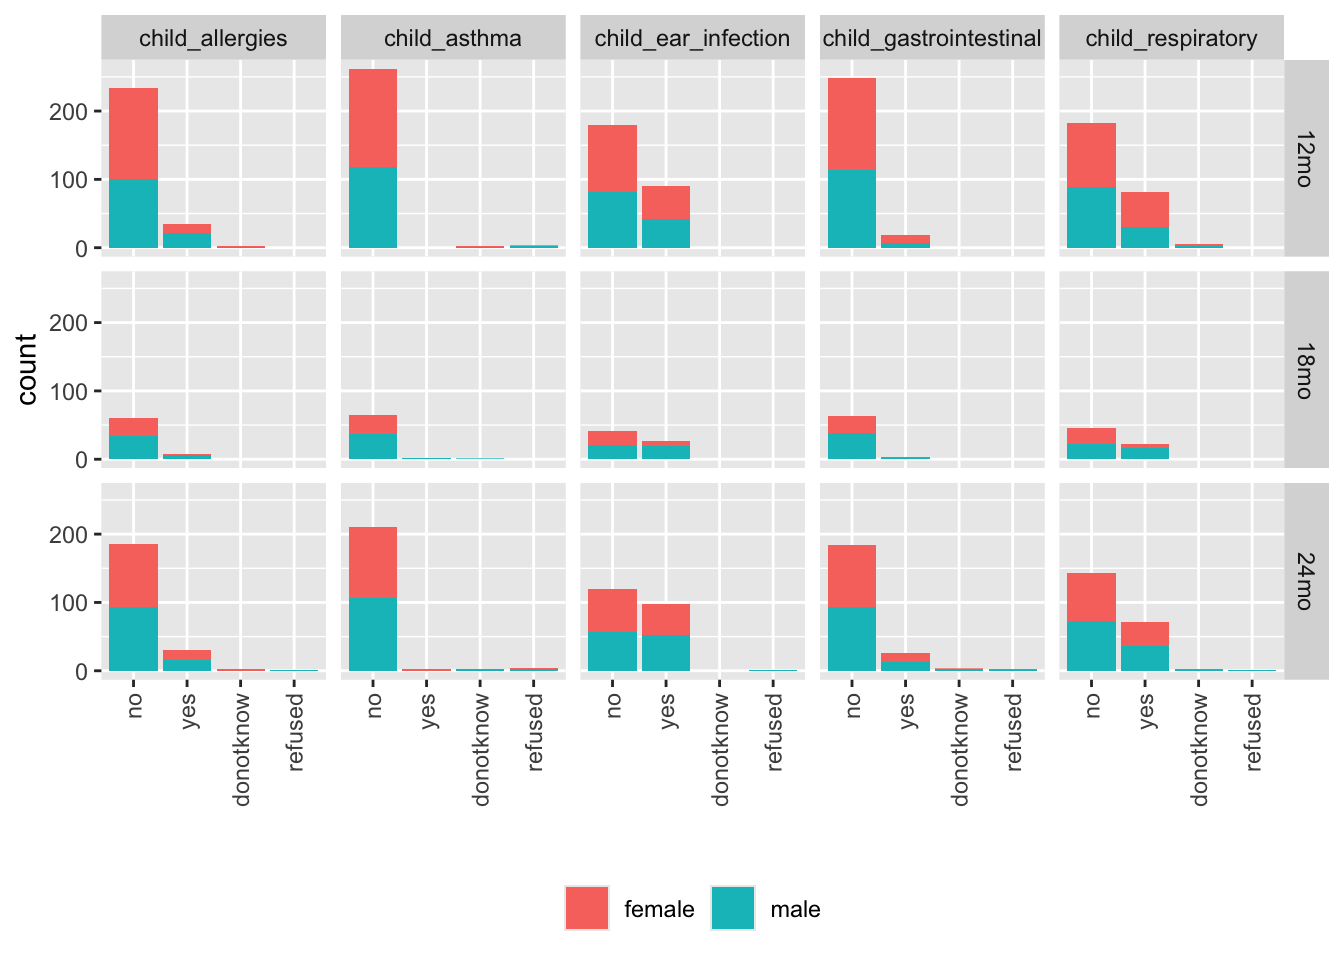 child_allergies
child_asthma
child_ear_infection
child_gastrointestinal
child_respiratory
200
100
0
12mo
200
100
0
18mo
200
100
0
24mo
count
no
yes
donotknow
refused
no
yes
donotknow
refused
no
yes
donotknow
refused
no
yes
donotknow
refused
no
yes
donotknow
refused
female
male